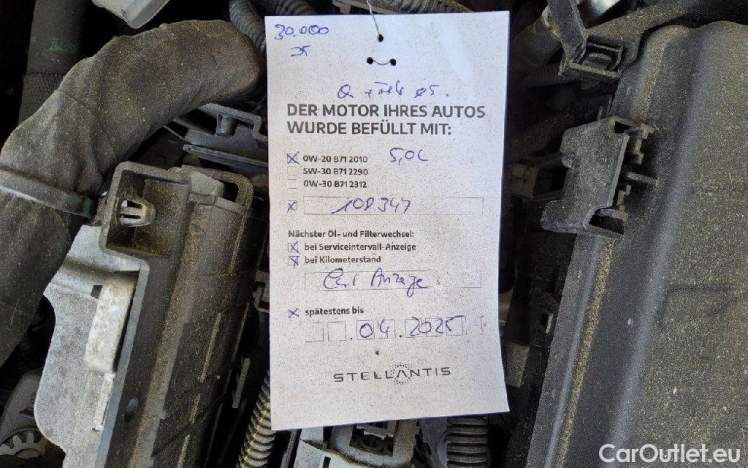 30.000
DER MOTOR IHRES AUTOS
WURDE BEFÜLLT MIT:
x 0W-20 B71 2010 5,0L
5W-30 B71 2290
0W-30 B71 2312
x 108347
Nächster Öl- und Filterwechsel:
x bei Serviceintervall-Anzeige
x bei Kilometerstand
Anzeige
x spätestens bis
.04.2025
STELLANTIS
CarOutlet.eu